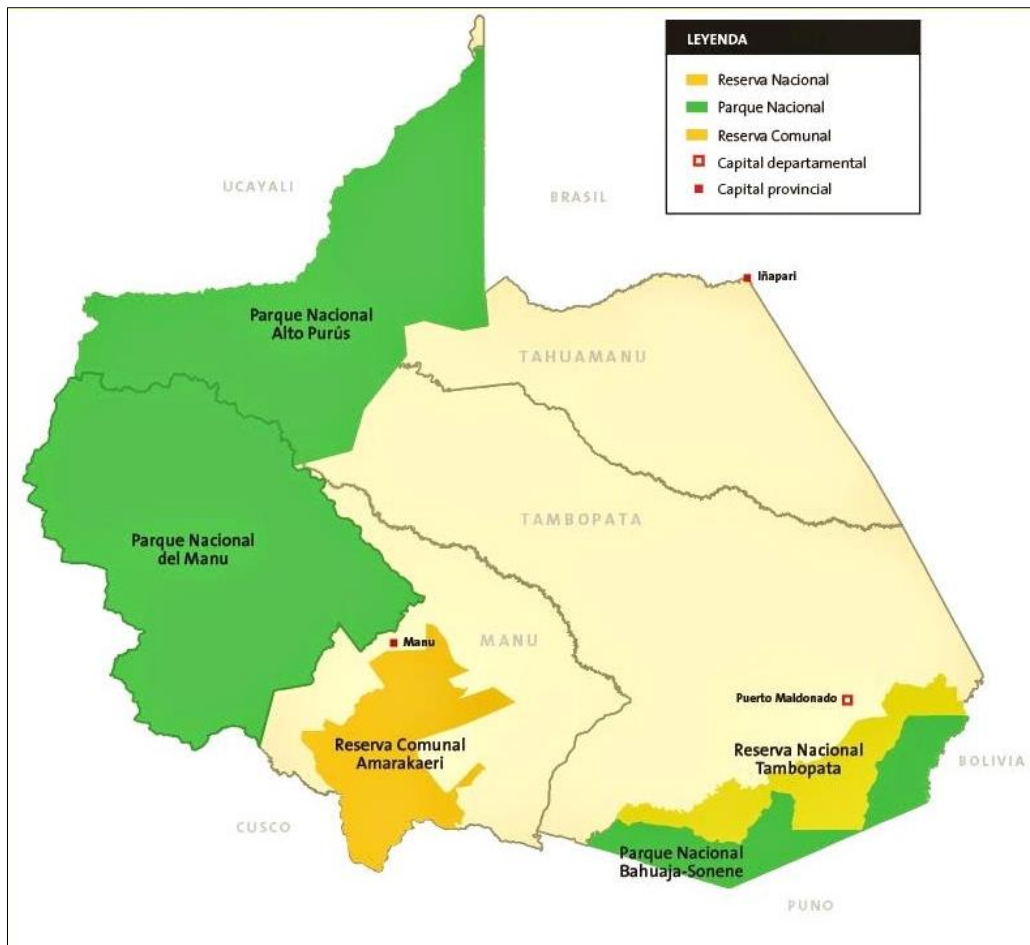 LEYENDA
Reserva Nacional
Parque Nacional
Reserva Comunal
Capital departamental
Capital provincial
UCAYALI
BRASIL
Iñapari
Parque Nacional
Alto Purús
TAHUAMANU
TAMBOPATA
Parque Nacional
del Manu
Manu
MANU
Puerto Maldonado
Reserva Comunal
Amarakaeri
Reserva Nacional
Tambopata
BOLIVIA
CUSCO
Parque Nacional
Bahuaja-Sonene
PUNO